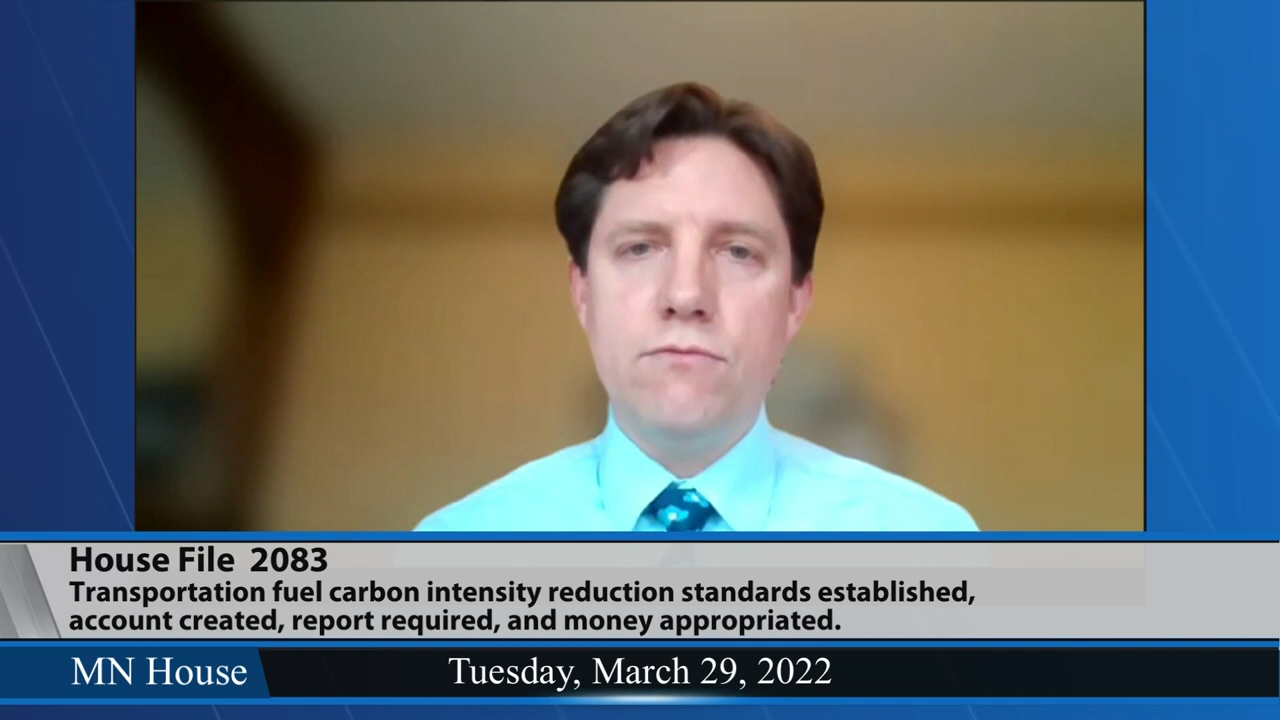 House File 2083
Transportation fuel carbon intensity reduction standards established,
account created, report required, and money appropriated.
MN House
Tuesday, March 29, 2022